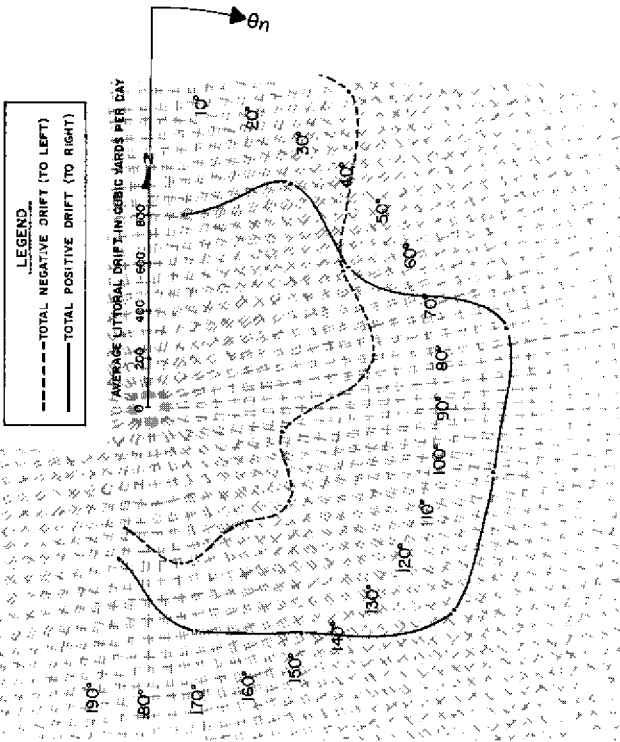 θn
LEGEND
TOTAL NEGATIVE DRIFT (TO LEFT)
TOTAL POSITIVE DRIFT (TO RIGHT)
AVERAGE LITTORAL DRIFT IN CUBIC YARDS PER DAY
0 200 400 600 800
N
10°
20°
30°
40°
50°
60°
70°
80°
90°
100°
110°
120°
130°
140°
150°
160°
170°
180°
190°